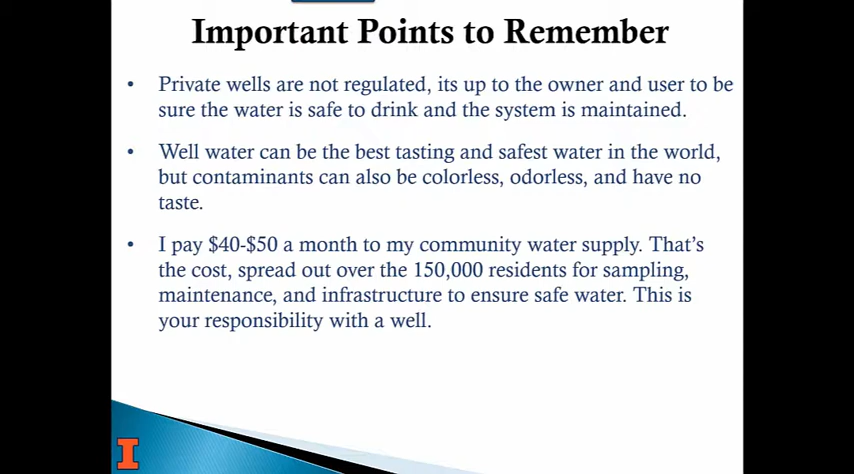 Important Points to Remember
• Private wells are not regulated, its up to the owner and user to be
sure the water is safe to drink and the system is maintained.
• Well water can be the best tasting and safest water in the world,
but contaminants can also be colorless, odorless, and have no
taste.
• I pay $40-$50 a month to my community water supply. That's
the cost, spread out over the 150,000 residents for sampling,
maintenance, and infrastructure to ensure safe water. This is
your responsibility with a well.
I